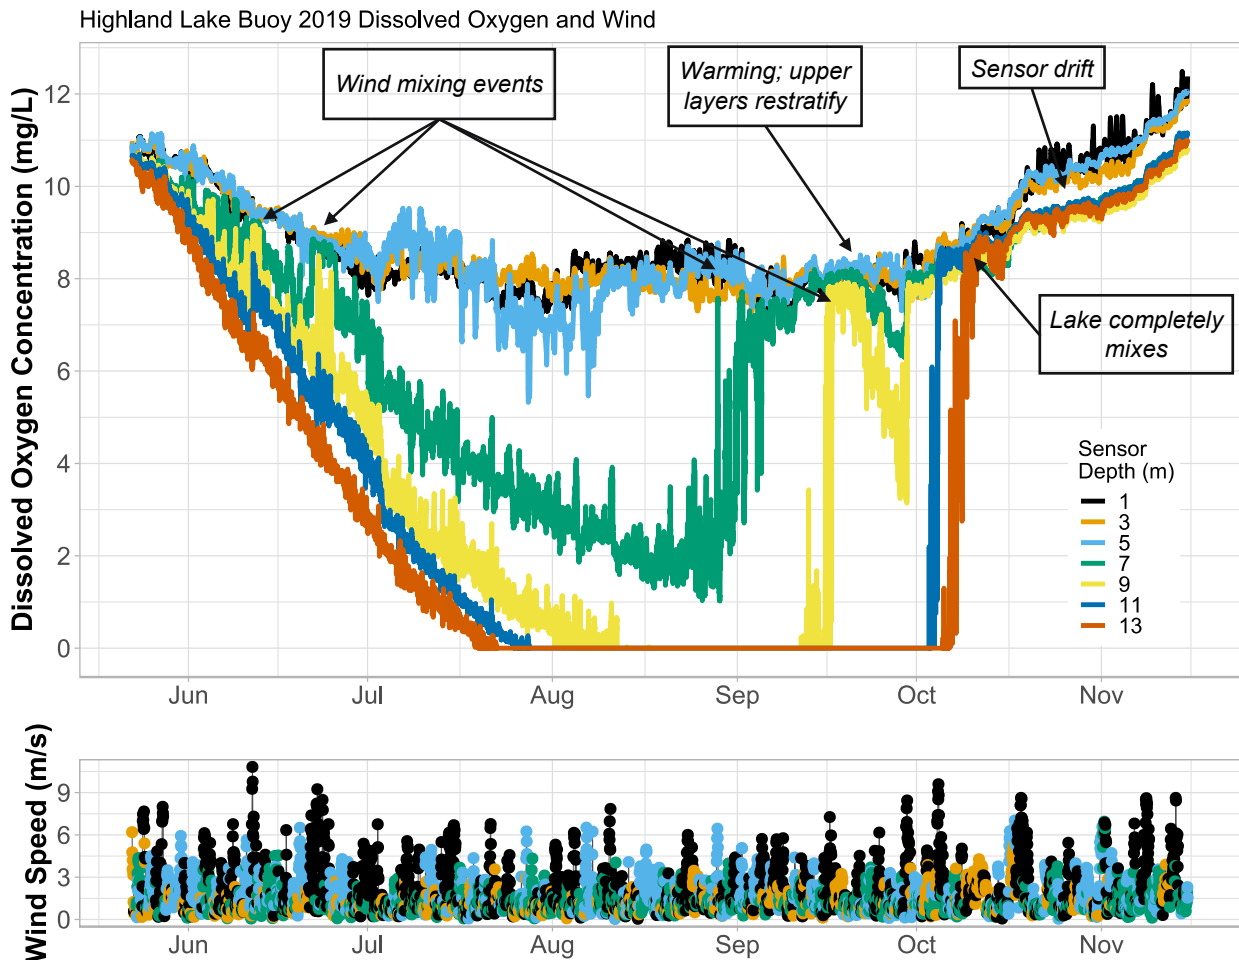 Highland Lake Buoy 2019 Dissolved Oxygen and Wind
Dissolved Oxygen Concentration (mg/L)
12
10
8
6
4
2
0
Wind mixing events
Warming; upper
layers restratify
Sensor drift
Lake completely
mixes
Sensor
Depth (m)
1
3
5
7
9
11
13
Jun
Jul
Aug
Sep
Oct
Nov
Wind Speed (m/s)
9
6
3
0
Jun
Jul
Aug
Sep
Oct
Nov